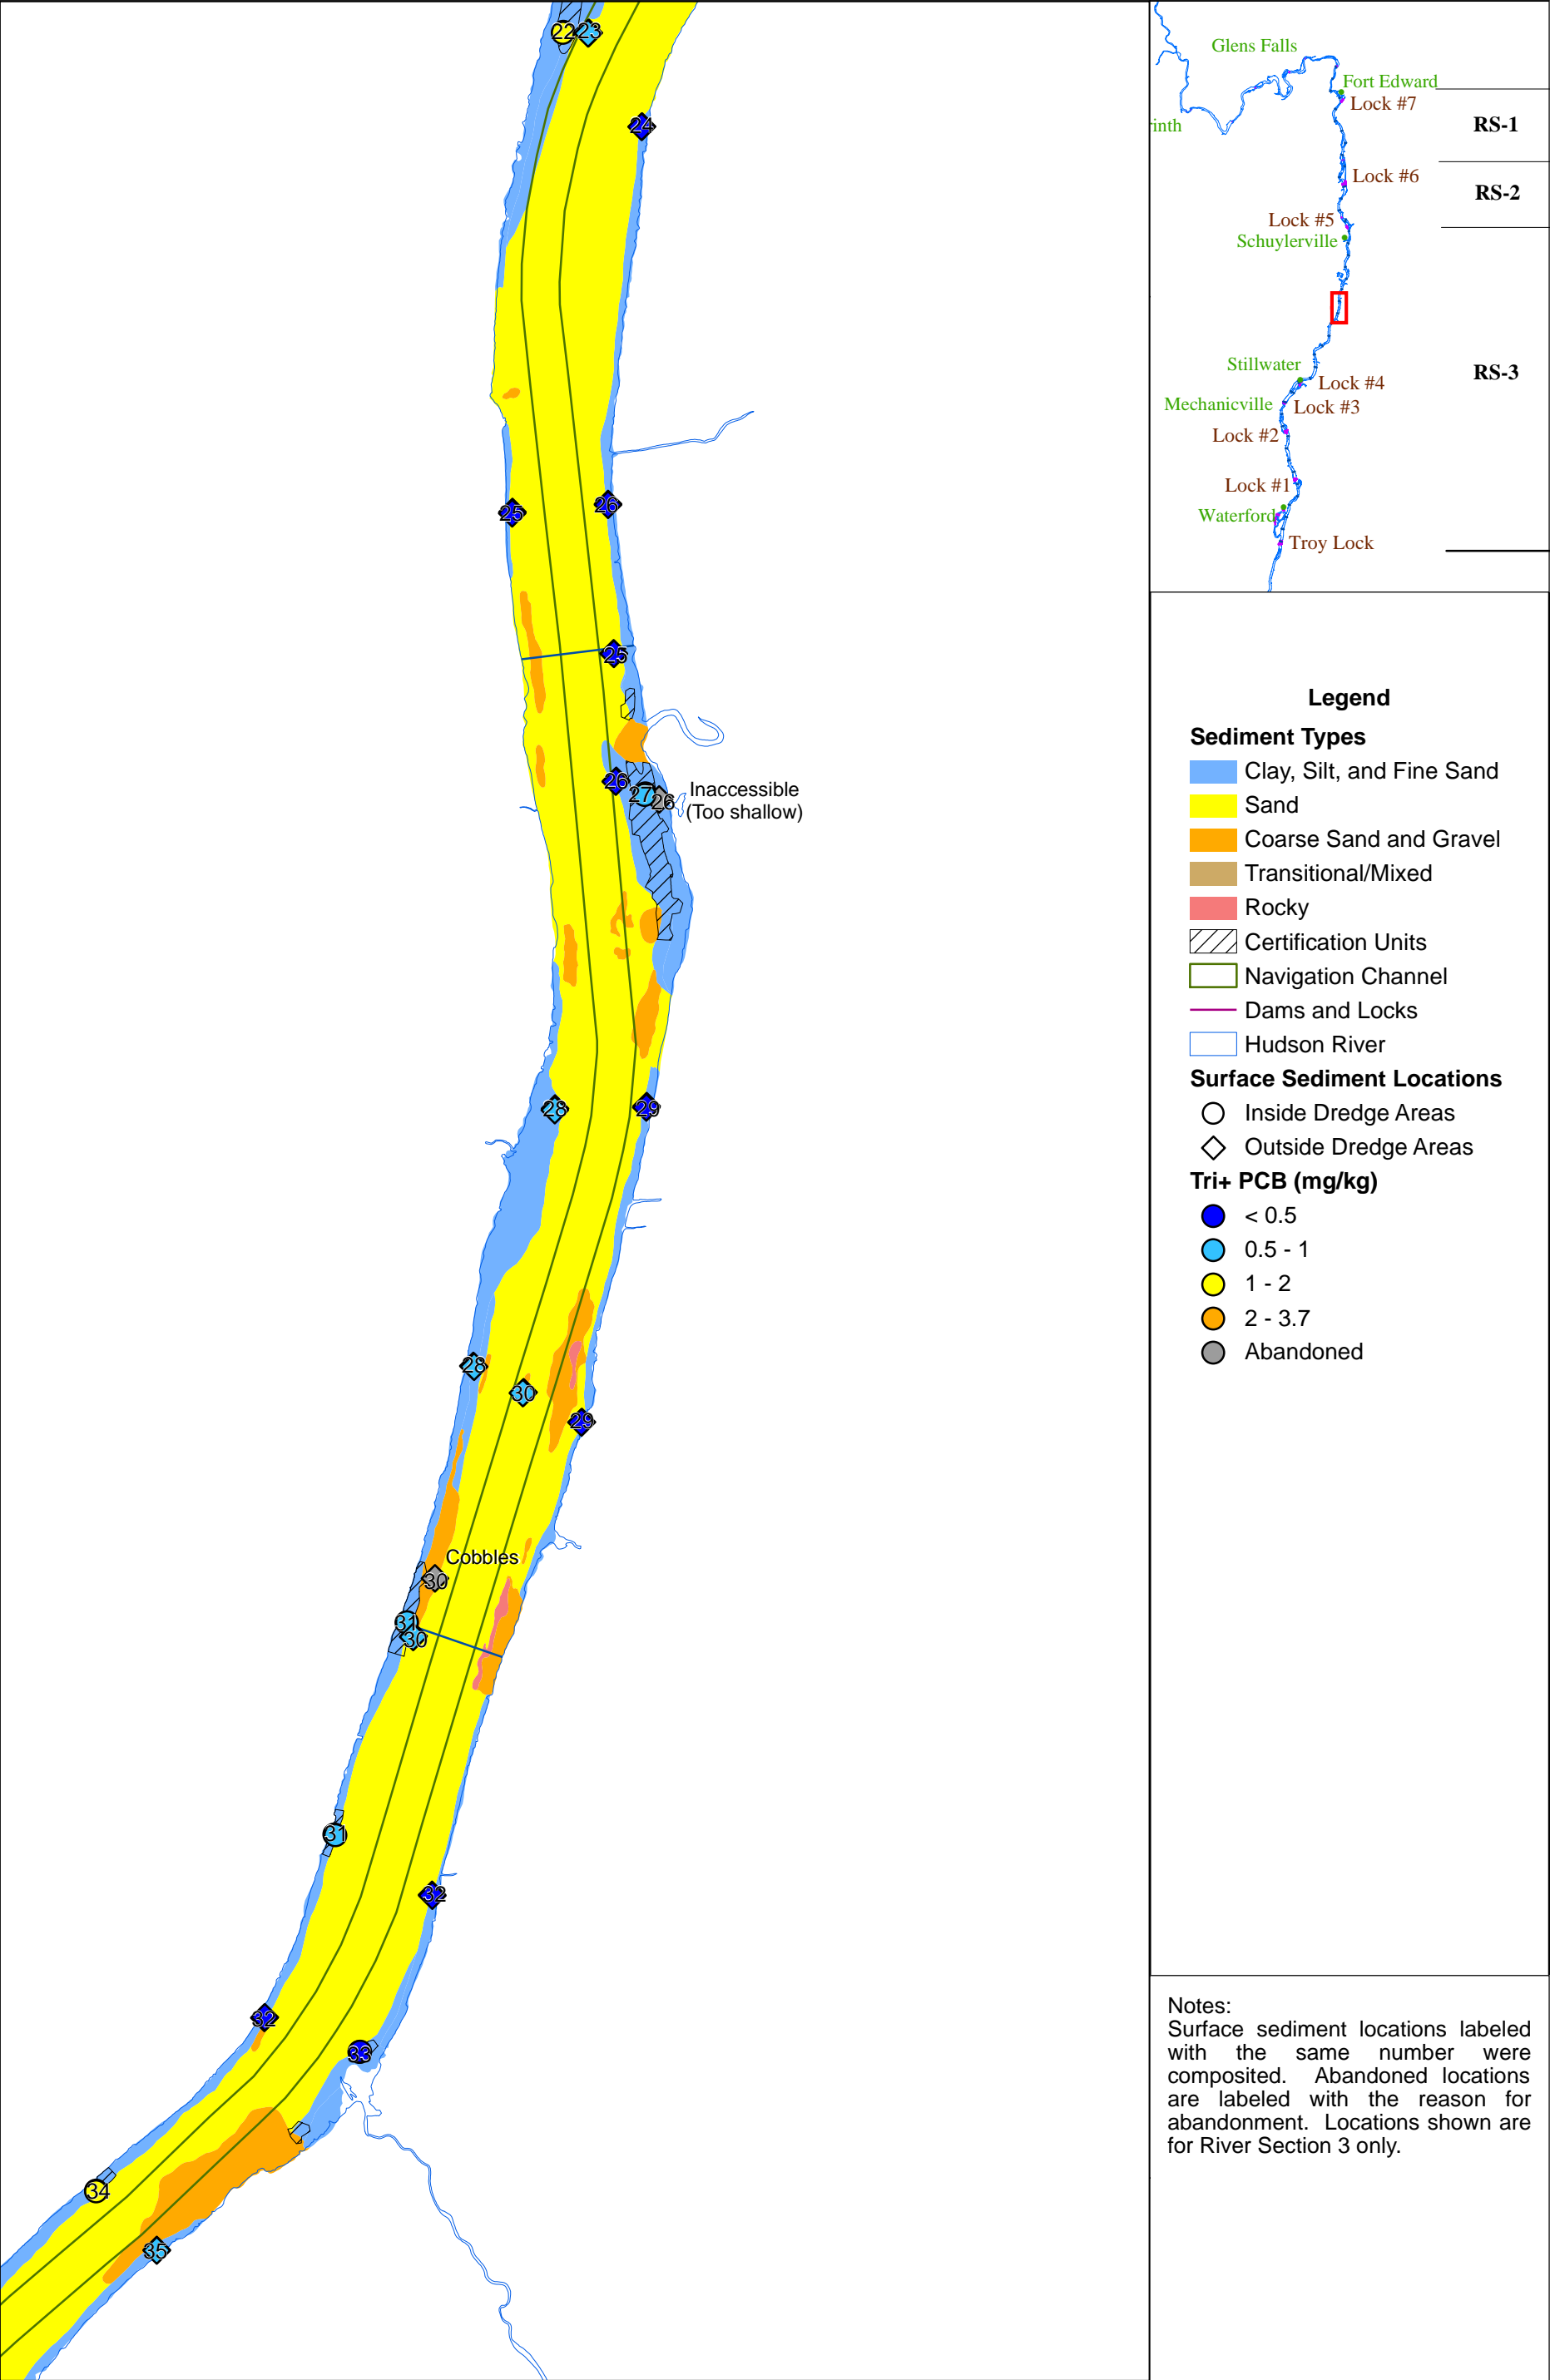 22
23
24
25
26
25
26
27
26
Inaccessible
(Too shallow)
28
29
28
30
29
Cobbles
30
31
30
31
32
32
33
34
35
Glens Falls
Fort Edward
Lock #7
rinth
RS-1
Lock #6
RS-2
Lock #5
Schuylerville
Stillwater
Lock #4
RS-3
Mechanicville
Lock #3
Lock #2
Lock #1
Waterford
Troy Lock
Legend
Sediment Types
Clay, Silt, and Fine Sand
Sand
Coarse Sand and Gravel
Transitional/Mixed
Rocky
Certification Units
Navigation Channel
Dams and Locks
Hudson River
Surface Sediment Locations
Inside Dredge Areas
Outside Dredge Areas
Tri+ PCB (mg/kg)
< 0.5
0.5 - 1
1 - 2
2 - 3.7
Abandoned
Notes:
Surface sediment locations labeled
with the same number were
composited. Abandoned locations
are labeled with the reason for
abandonment. Locations shown are
for River Section 3 only.